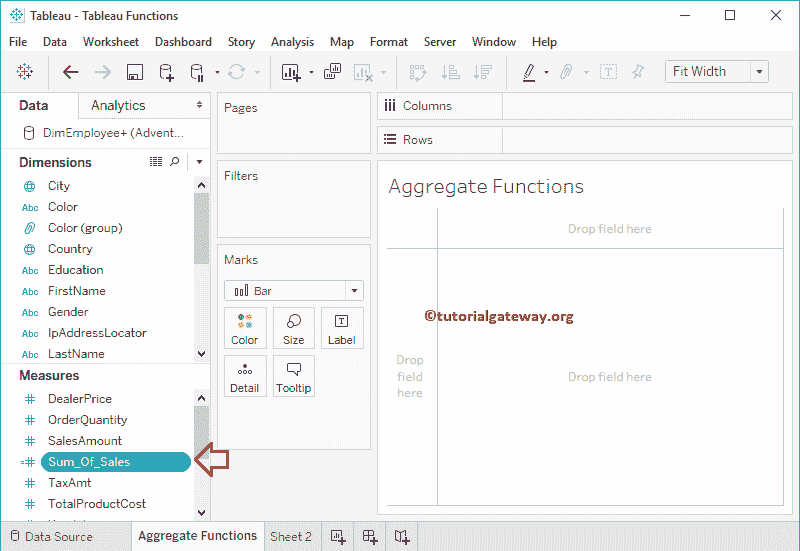 Tableau - Tableau Functions
File Data Worksheet Dashboard Story Analysis Map Format Server Window Help
Fit Width
Data Analytics
DimEmployee+ (Advent...
Dimensions
City
Abc Color
Color (group)
Country
Abc Education
Abc FirstName
Abc Gender
Abc IpAddressLocator
Abc LastName
Measures
# DealerPrice
# OrderQuantity
# SalesAmount
=# Sum_Of_Sales
# TaxAmt
# TotalProductCost
Pages
Filters
Marks
Bar
Color Size Label
Detail Tooltip
Columns
Rows
Aggregate Functions
Drop field here
©tutorialgateway.org
Drop
field
here
Drop field here
Data Source Aggregate Functions Sheet 2